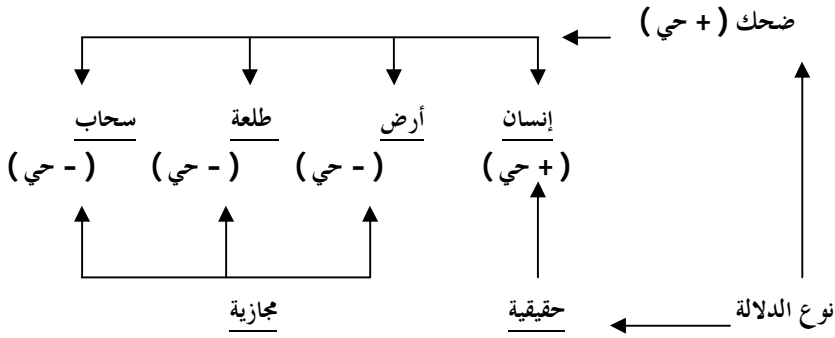 ضحك ( + حي )
إنسان أرض طلعة سحاب
( + حي ) ( - حي ) ( - حي ) ( - حي )
نوع الدلالة حقيقية مجازية